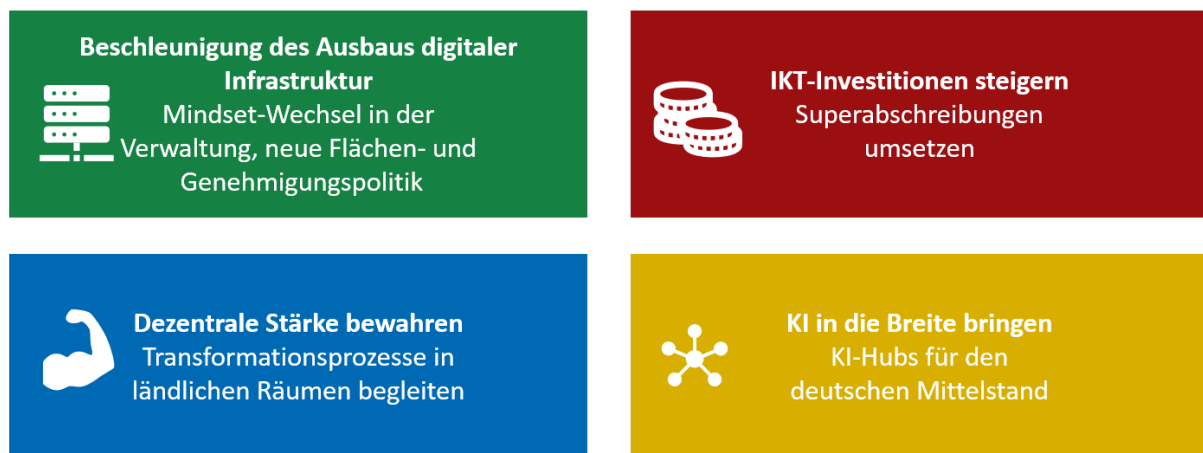 Beschleunigung des Ausbaus digitaler
Infrastruktur
Mindset-Wechsel in der
Verwaltung, neue Flächen- und
Genehmigungspolitik
IKT-Investitionen steigern
Superabschreibungen
umsetzen
Dezentrale Stärke bewahren
Transformationsprozesse in
ländlichen Räumen begleiten
KI in die Breite bringen
KI-Hubs für den
deutschen Mittelstand